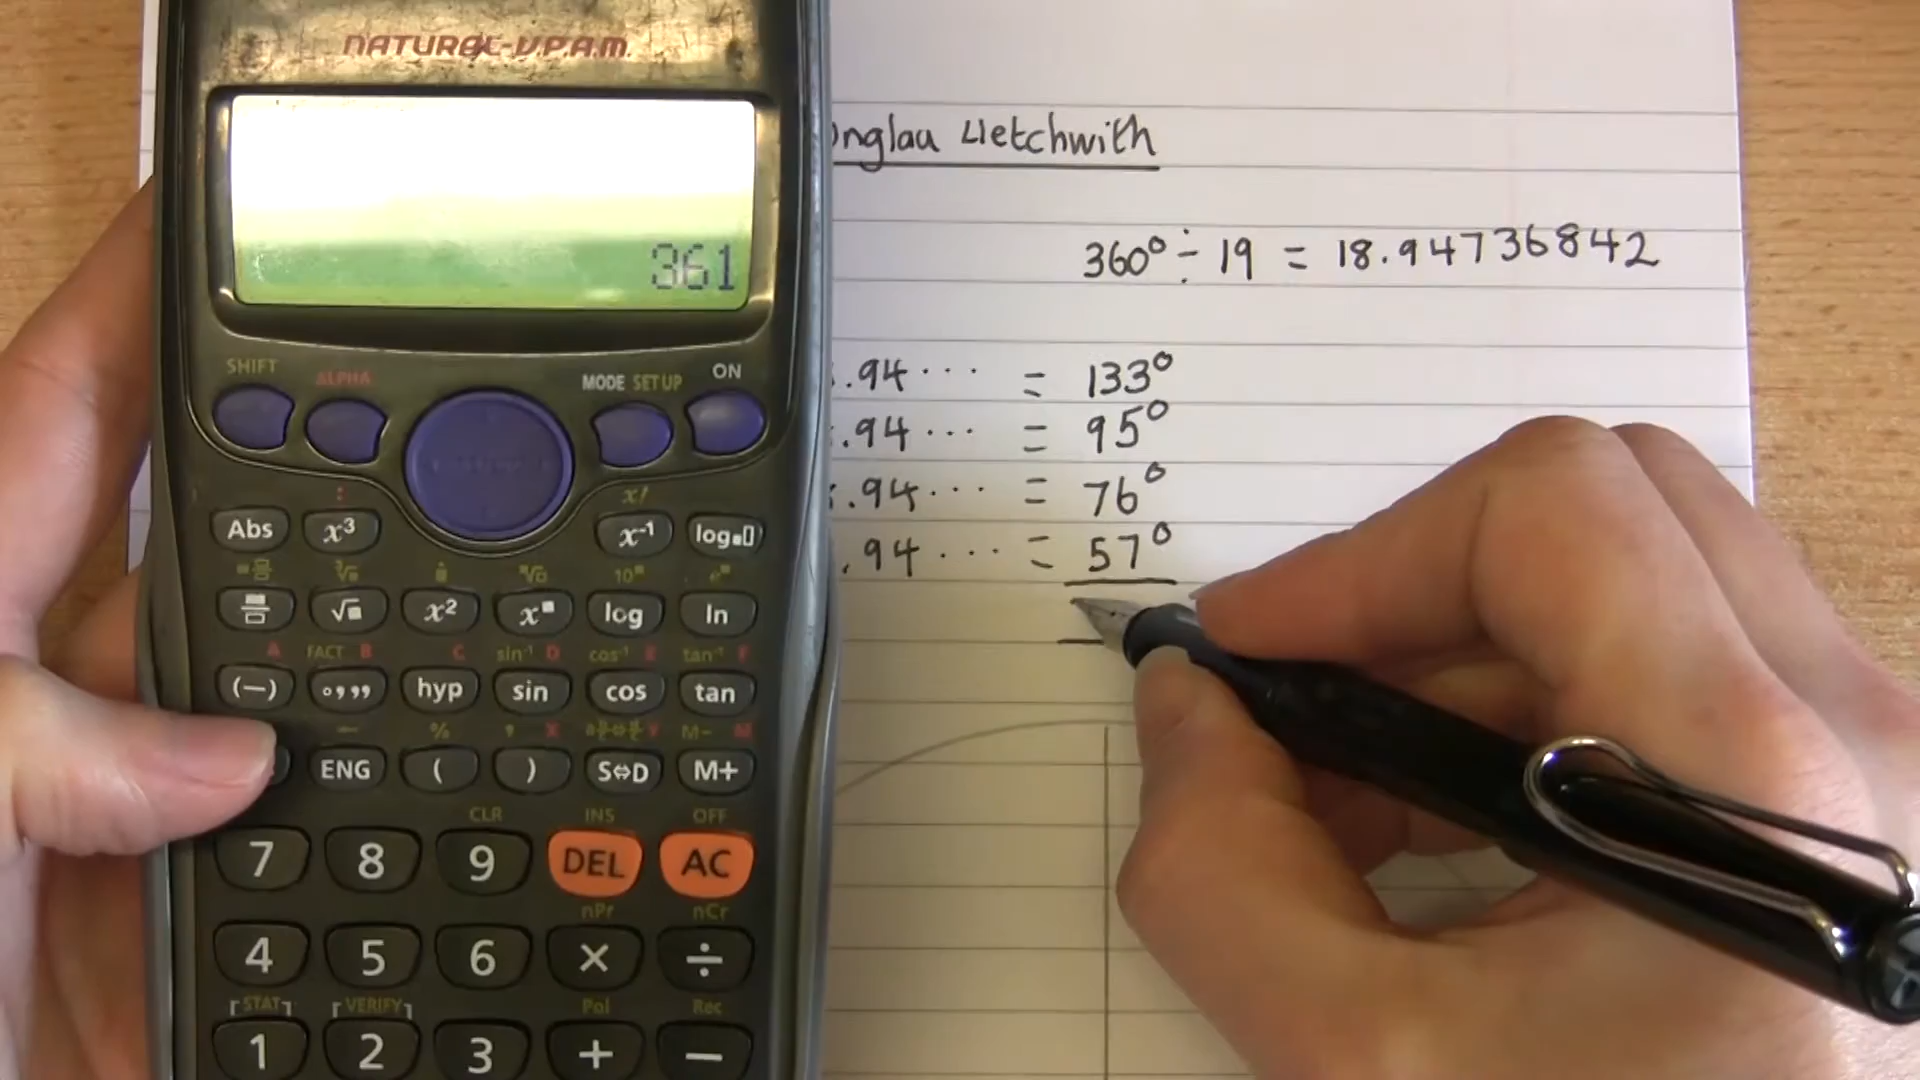 NATURAL-V.P.A.M.
361
SHIFT
ALPHA
MODE SETUP
ON
:
x!
Abs
x³
x⁻¹
log
∛
10
e
√
x²
x
log
ln
A
FACT B
C
sin⁻¹ D
cos⁻¹ E
tan⁻¹ F
(−)
° ’ ’’
hyp
sin
cos
tan
%
X
M− M
ENG
(
)
S⇔D
M+
CLR
INS
OFF
7
8
9
DEL
AC
nPr
nCr
4
5
6
×
÷
STAT
VERIFY
Pol
Rec
1
2
3
+
−
onglau Lletchwith
360° ÷ 19 = 18.94736842
.94 ... = 133°
.94 ... = 95°
.94 ... = 76°
.94 ... = 57°